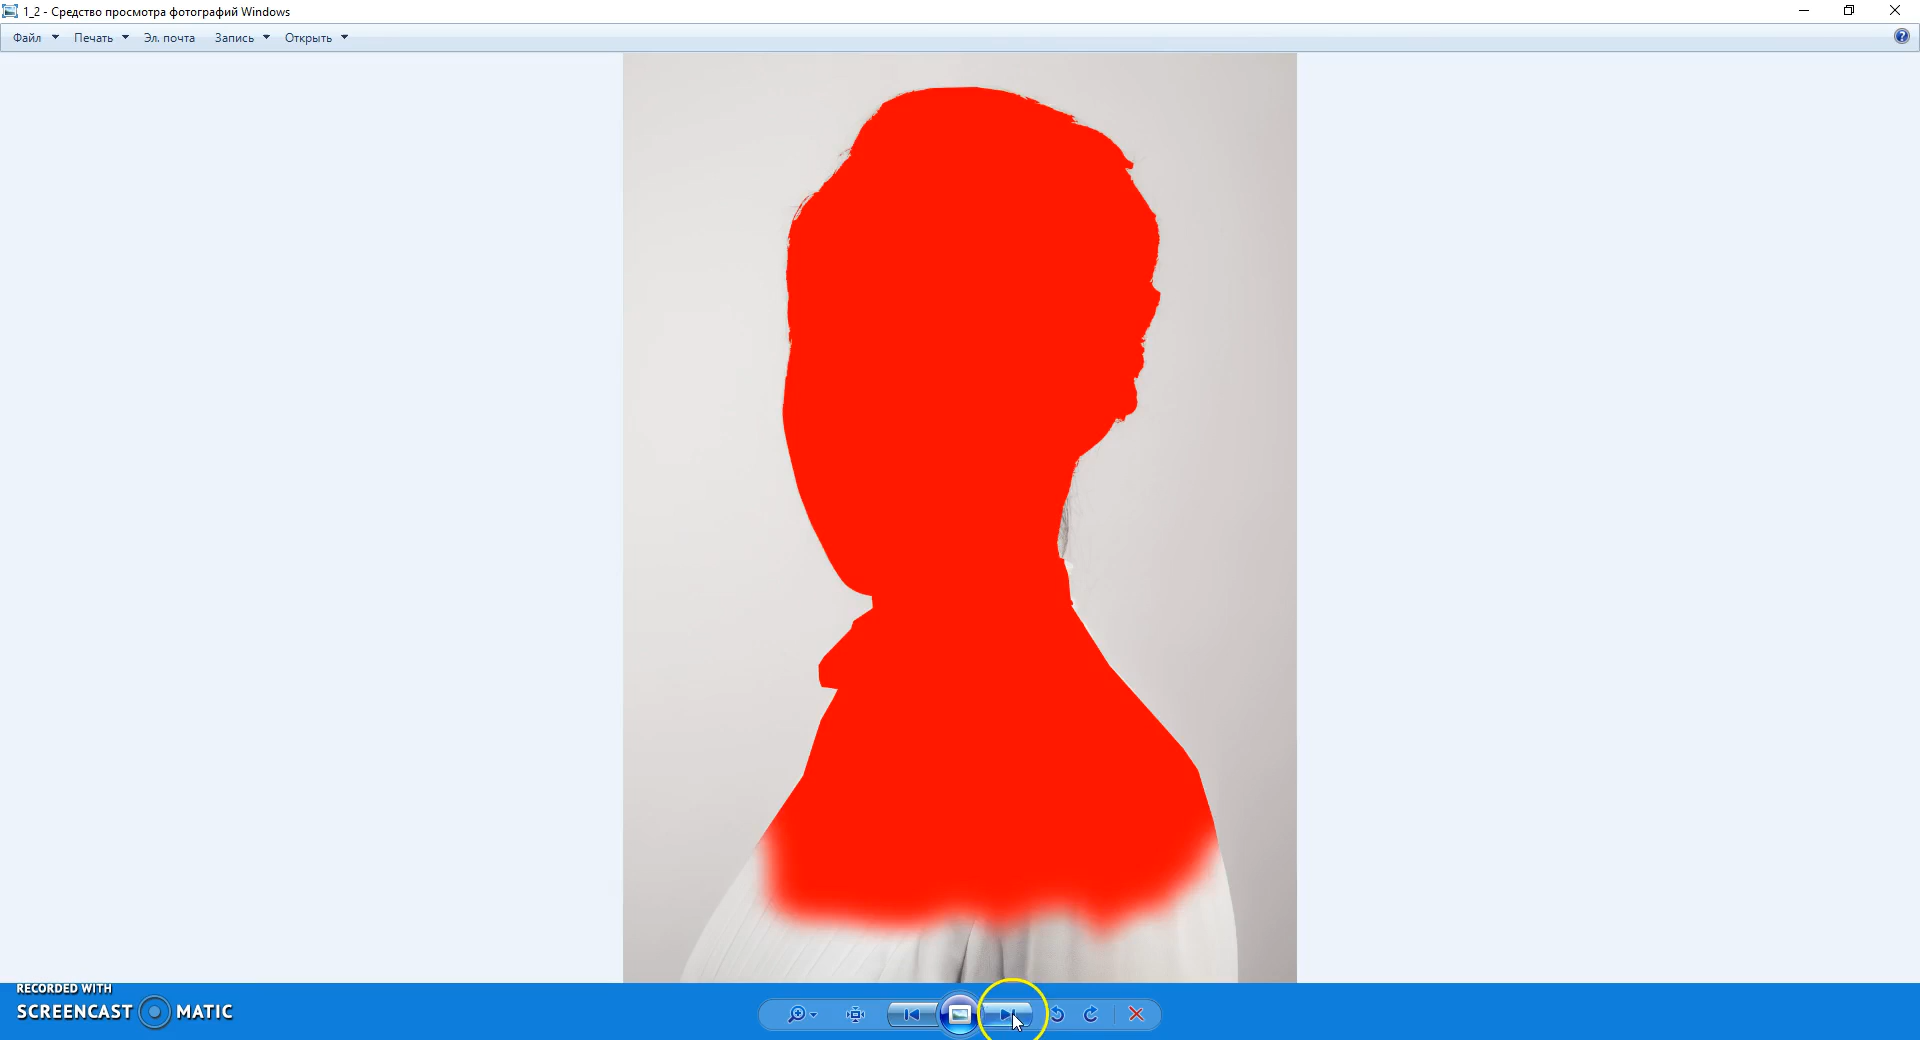 1_2 - Средство просмотра фотографий Windows
Файл Печать Эл. почта Запись Открыть
?
RECORDED WITH
SCREENCAST MATIC